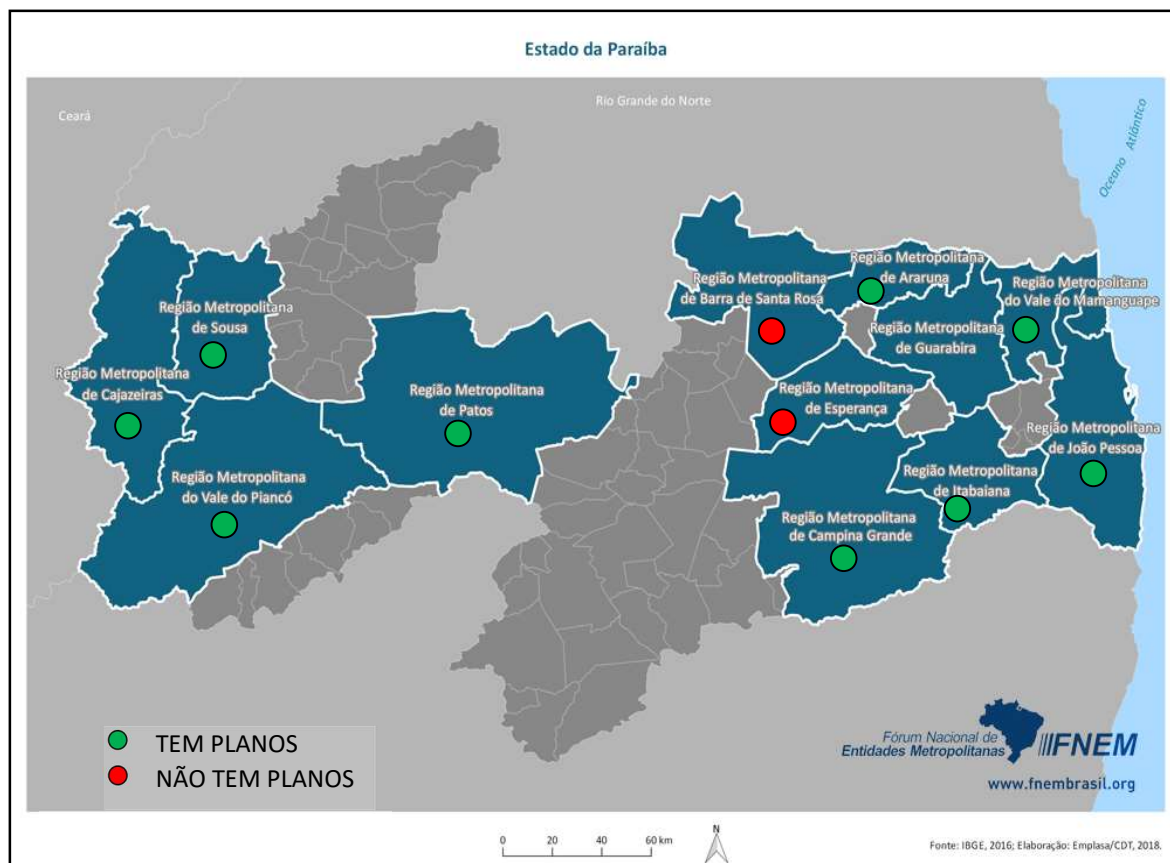 Estado da Paraíba
Ceará
Rio Grande do Norte
Oceano Atlântico
Região Metropolitana
de Sousa
Região Metropolitana
de Cajazeiras
Região Metropolitana
do Vale do Piancó
Região Metropolitana
de Patos
Região Metropolitana
de Barra de Santa Rosa
Região Metropolitana
de Araruna
Região Metropolitana
do Vale do Mamanguape
Região Metropolitana
de Guarabira
Região Metropolitana
de Esperança
Região Metropolitana
de João Pessoa
Região Metropolitana
de Itabaiana
Região Metropolitana
de Campina Grande
TEM PLANOS
NÃO TEM PLANOS
Fórum Nacional de
Entidades Metropolitanas
FNEM
www.fnembrasil.org
0 20 40 60 km
N
Fonte: IBGE, 2016; Elaboração: Emplasa/CDT, 2018.